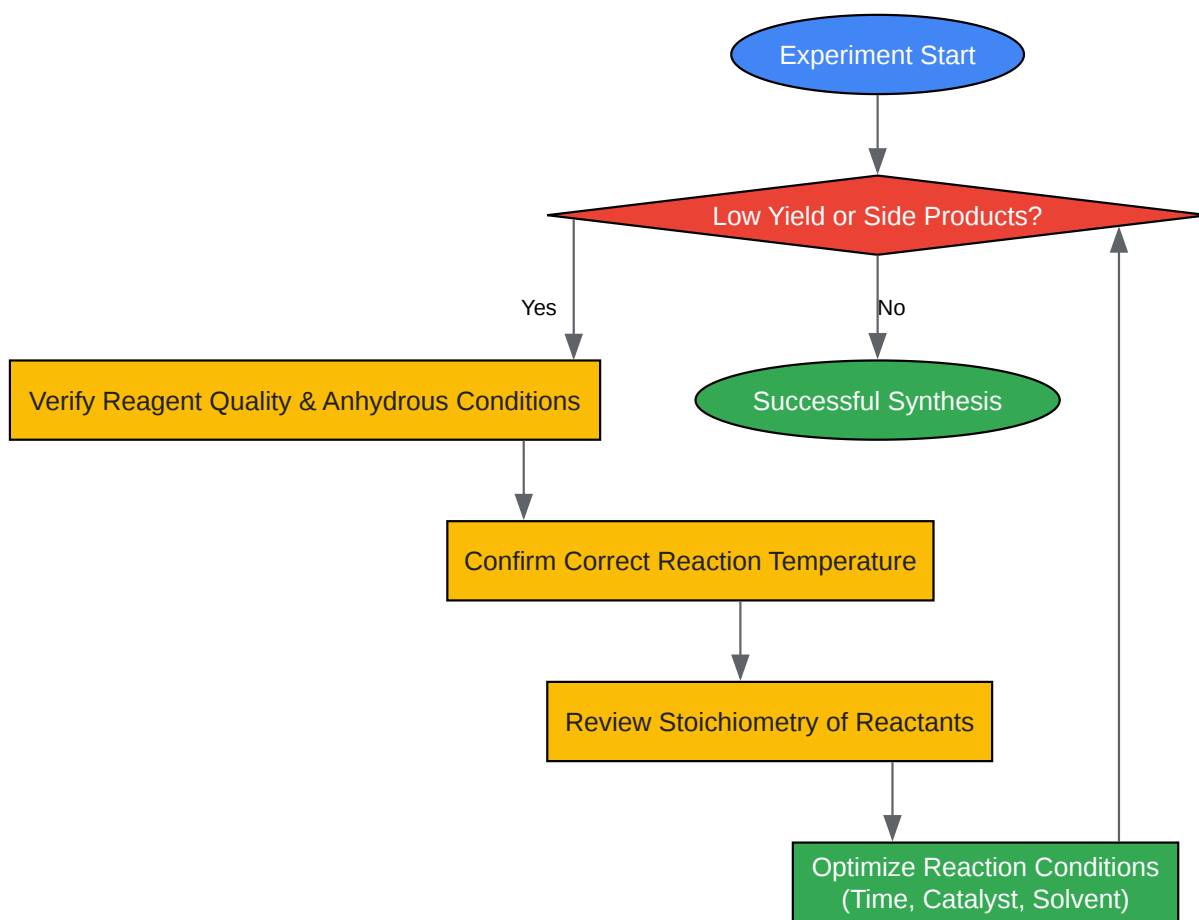 Experiment Start
Low Yield or Side Products?
Yes
No
Verify Reagent Quality & Anhydrous Conditions
Successful Synthesis
Confirm Correct Reaction Temperature
Review Stoichiometry of Reactants
Optimize Reaction Conditions
(Time, Catalyst, Solvent)